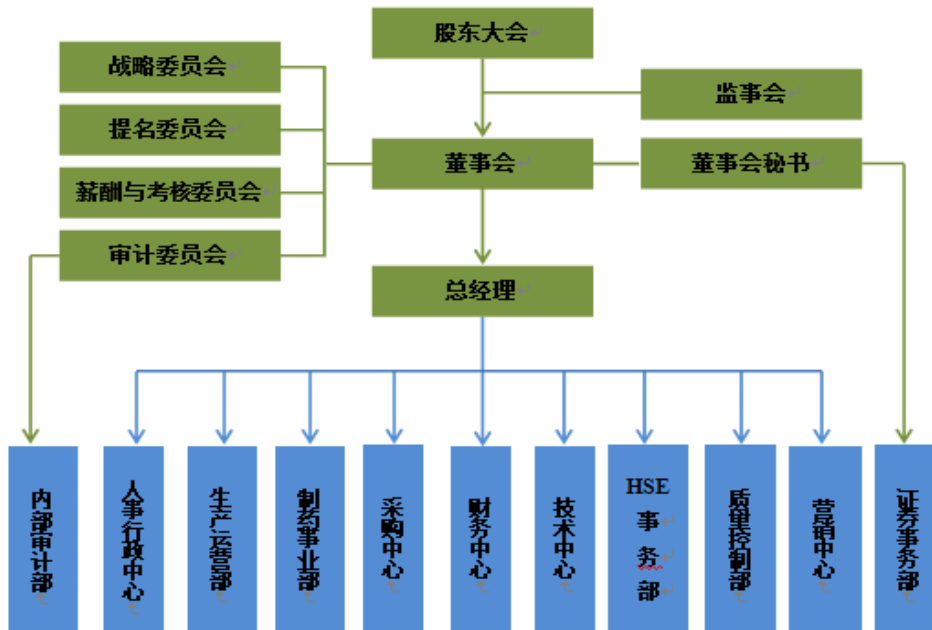 股东大会
战略委员会
监事会
提名委员会
董事会
董事会秘书
薪酬与考核委员会
审计委员会
总经理
内部审计部
人事行政中心
生产运营部
制药事业部
采购中心
财务中心
技术中心
HSE
事
务
部
质量控制部
营销中心
证券事务部